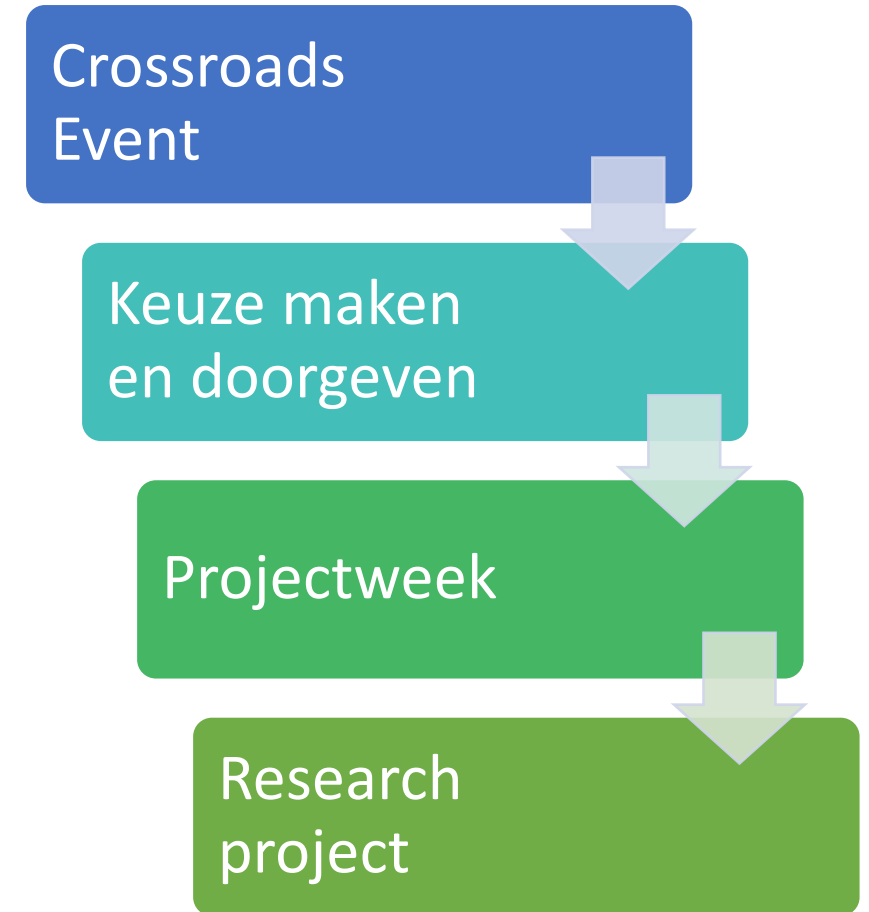 Crossroads
Event
Keuze maken
en doorgeven
Projectweek
Research
project